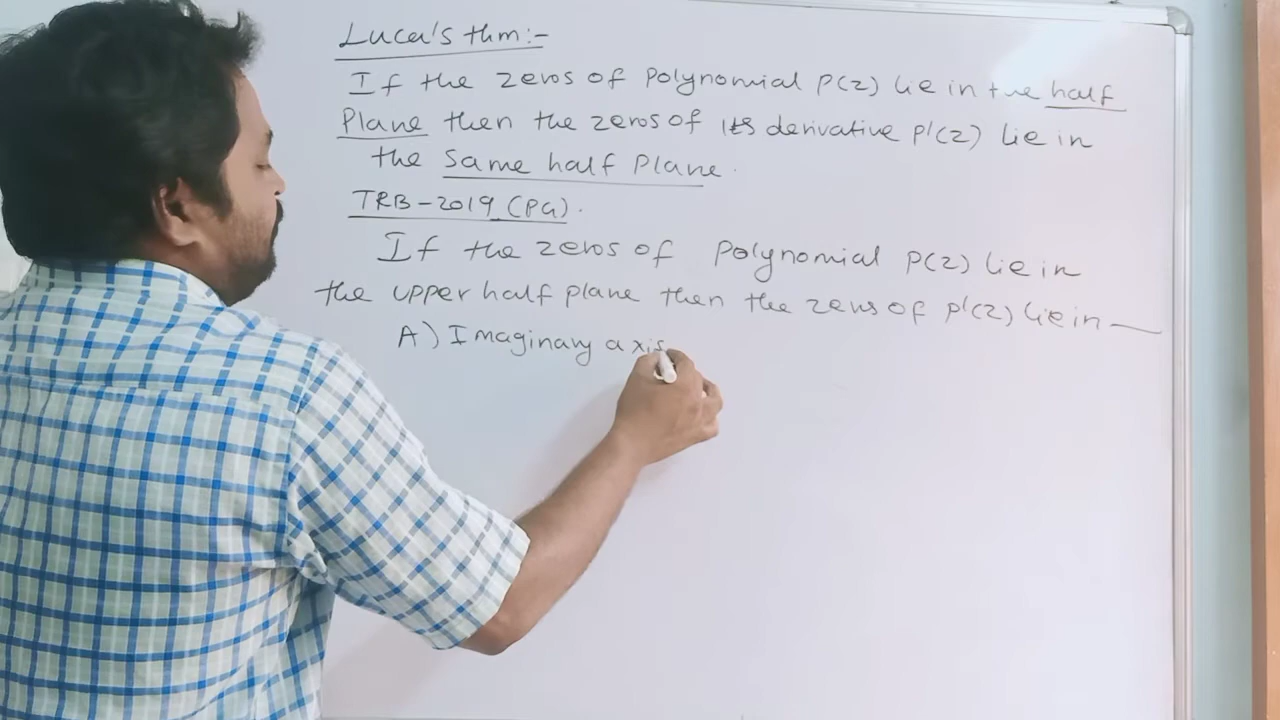 Luca's thm:-
If the zeros of Polynomial P(z) lie in the half
Plane then the zeros of its derivative P'(z) lie in
the same half Plane.
TRB-2019 (PG).
If the zeros of Polynomial P(z) lie in
the upper half plane then the zeros of P'(z) lie in —
A) Imaginary axis